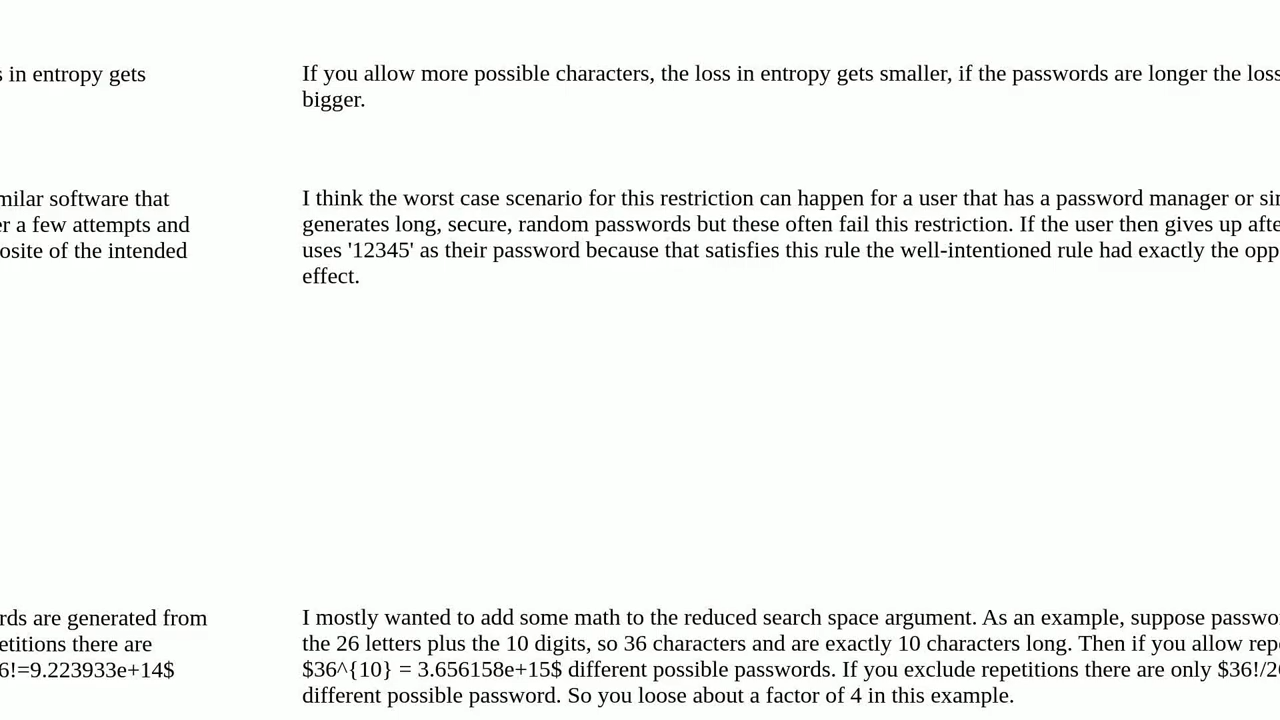 s in entropy gets
If you allow more possible characters, the loss in entropy gets smaller, if the passwords are longer the loss
bigger.
milar software that
er a few attempts and
osite of the intended
I think the worst case scenario for this restriction can happen for a user that has a password manager or si
generates long, secure, random passwords but these often fail this restriction. If the user then gives up afte
uses '12345' as their password because that satisfies this rule the well-intentioned rule had exactly the opp
effect.
rds are generated from
etitions there are
6!=9.223933e+14$
I mostly wanted to add some math to the reduced search space argument. As an example, suppose passwo
the 26 letters plus the 10 digits, so 36 characters and are exactly 10 characters long. Then if you allow rep
$36^{10} = 3.656158e+15$ different possible passwords. If you exclude repetitions there are only $36!/2
different possible password. So you loose about a factor of 4 in this example.